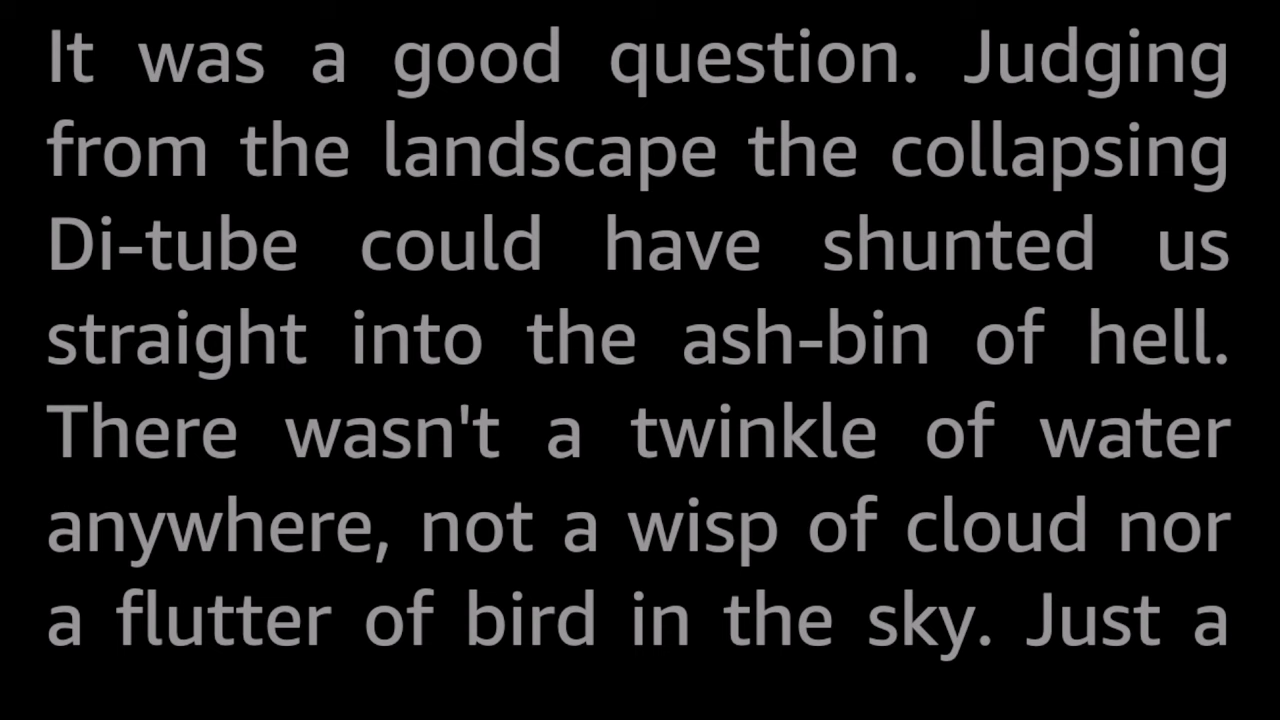 It was a good question. Judging
from the landscape the collapsing
Di-tube could have shunted us
straight into the ash-bin of hell.
There wasn't a twinkle of water
anywhere, not a wisp of cloud nor
a flutter of bird in the sky. Just a